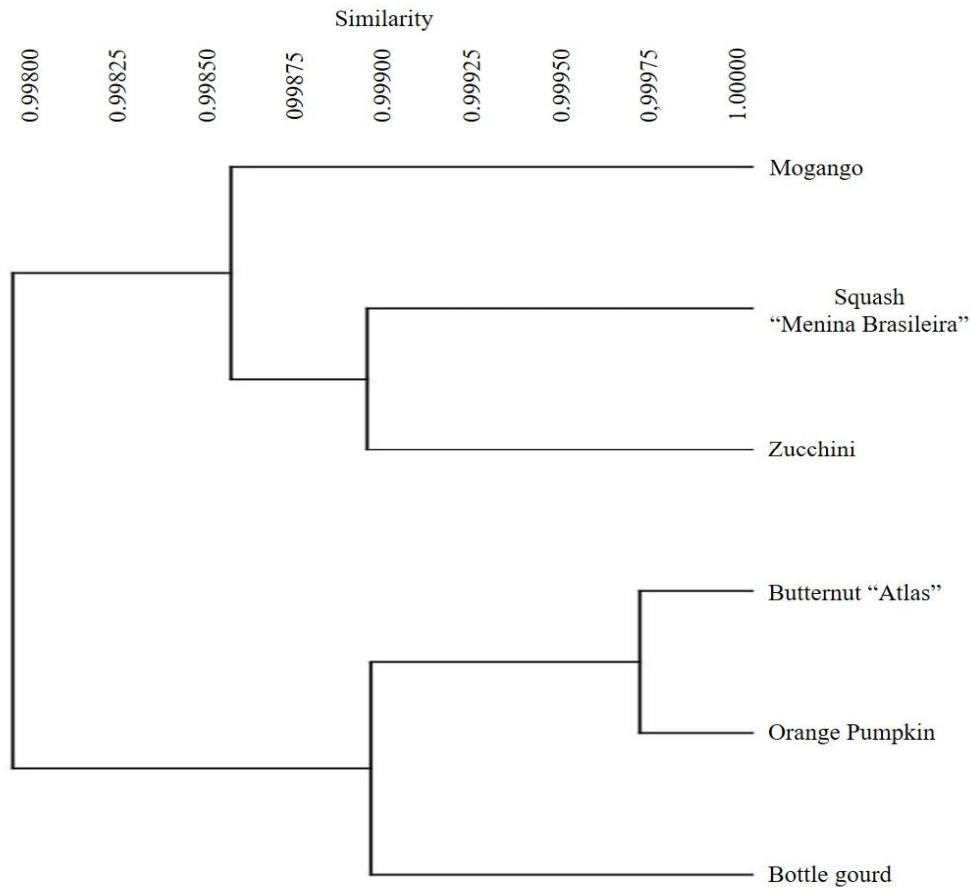 Similarity
0.99800
0.99825
0.99850
099875
0.99900
0.99925
0.99950
0,99975
1.00000
Mogango
Squash
“Menina Brasileira”
Zucchini
Butternut “Atlas”
Orange Pumpkin
Bottle gourd